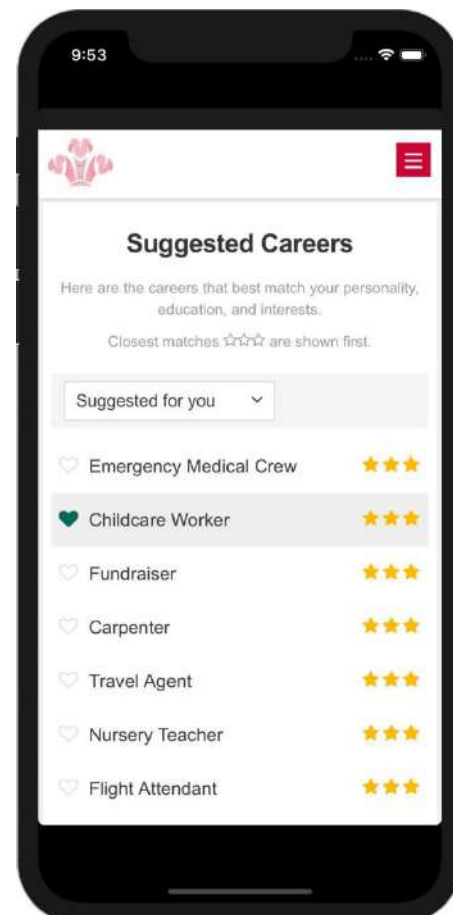 9:53
Suggested Careers
Here are the careers that best match your personality,
education, and interests.
Closest matches ☆☆☆ are shown first.
Suggested for you
Emergency Medical Crew
Childcare Worker
Fundraiser
Carpenter
Travel Agent
Nursery Teacher
Flight Attendant